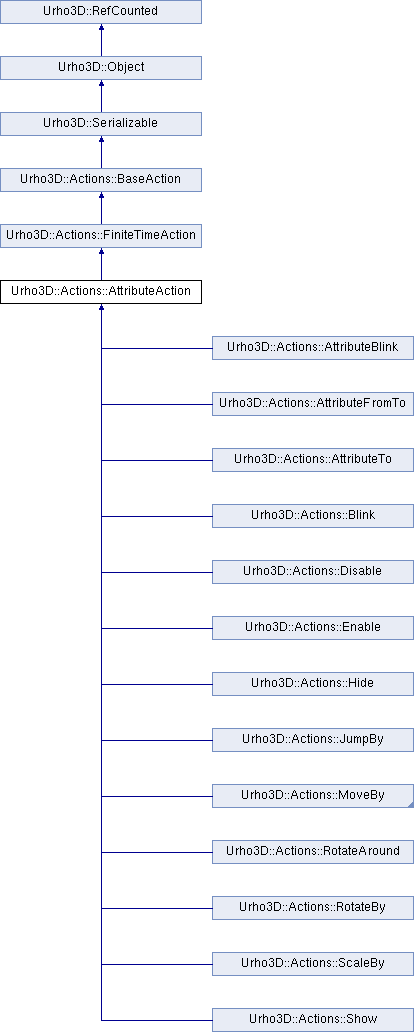 Urho3D::RefCounted
Urho3D::Object
Urho3D::Serializable
Urho3D::Actions::BaseAction
Urho3D::Actions::FiniteTimeAction
Urho3D::Actions::AttributeAction
Urho3D::Actions::AttributeBlink
Urho3D::Actions::AttributeFromTo
Urho3D::Actions::AttributeTo
Urho3D::Actions::Blink
Urho3D::Actions::Disable
Urho3D::Actions::Enable
Urho3D::Actions::Hide
Urho3D::Actions::JumpBy
Urho3D::Actions::MoveBy
Urho3D::Actions::RotateAround
Urho3D::Actions::RotateBy
Urho3D::Actions::ScaleBy
Urho3D::Actions::Show